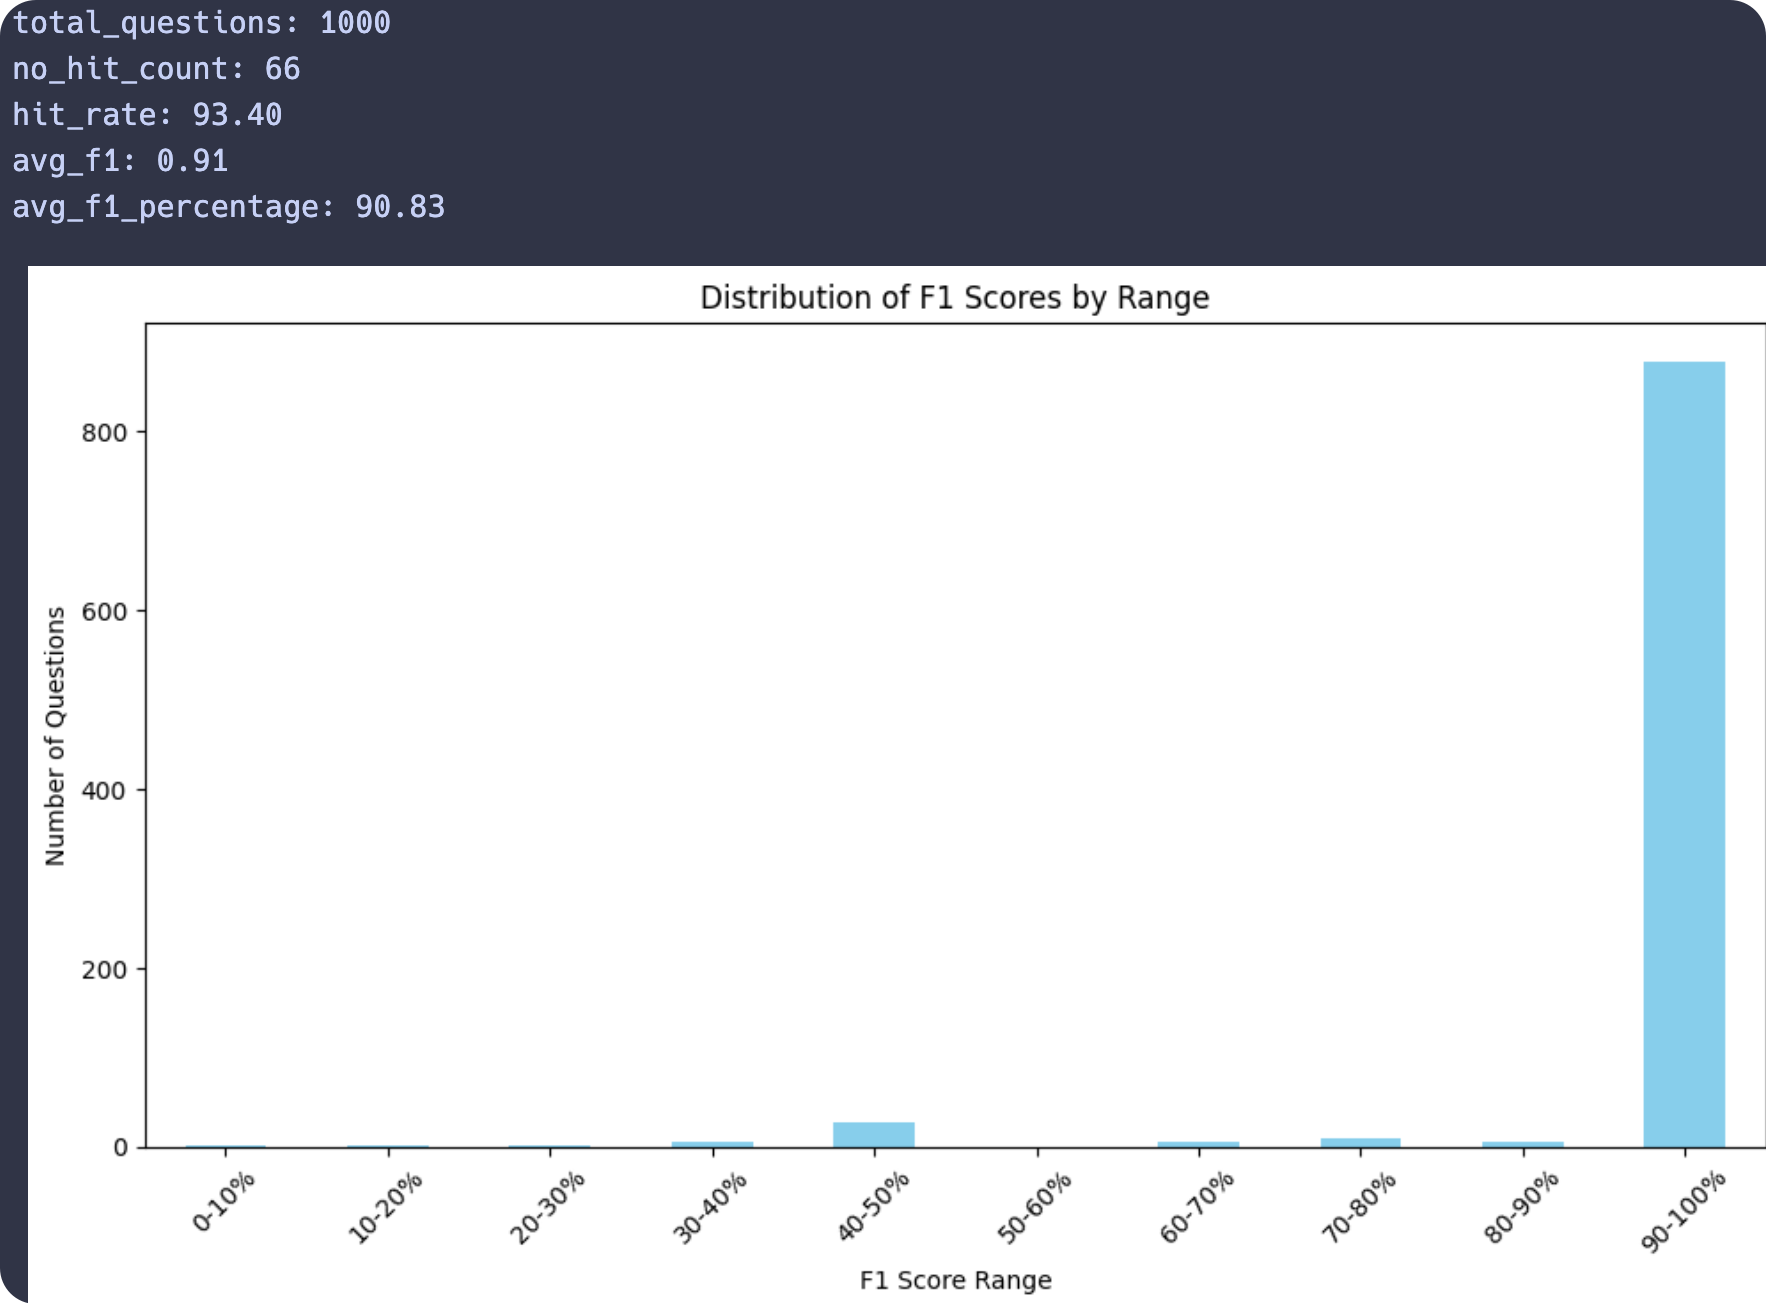 total_questions: 1000
no_hit_count: 66
hit_rate: 93.40
avg_f1: 0.91
avg_f1_percentage: 90.83
Distribution of F1 Scores by Range
Number of Questions
800
600
400
200
0
0-10%
10-20%
20-30%
30-40%
40-50%
50-60%
60-70%
70-80%
80-90%
90-100%
F1 Score Range